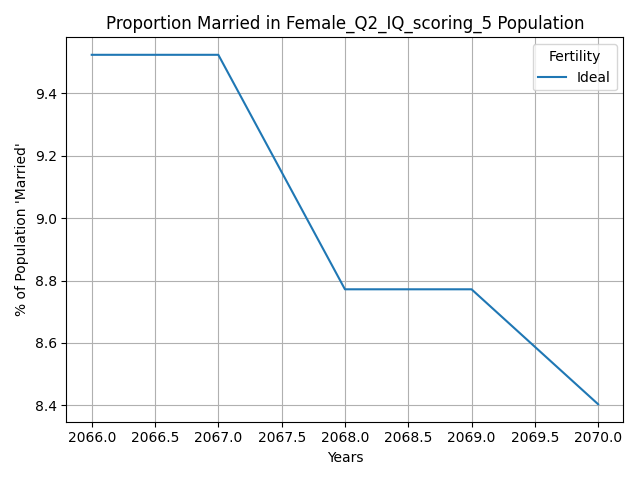 Proportion Married in Female_Q2_IQ_scoring_5 Population
Fertility
Ideal
% of Population 'Married'
9.4
9.2
9.0
8.8
8.6
8.4
2066.0 2066.5 2067.0 2067.5 2068.0 2068.5 2069.0 2069.5 2070.0
Years